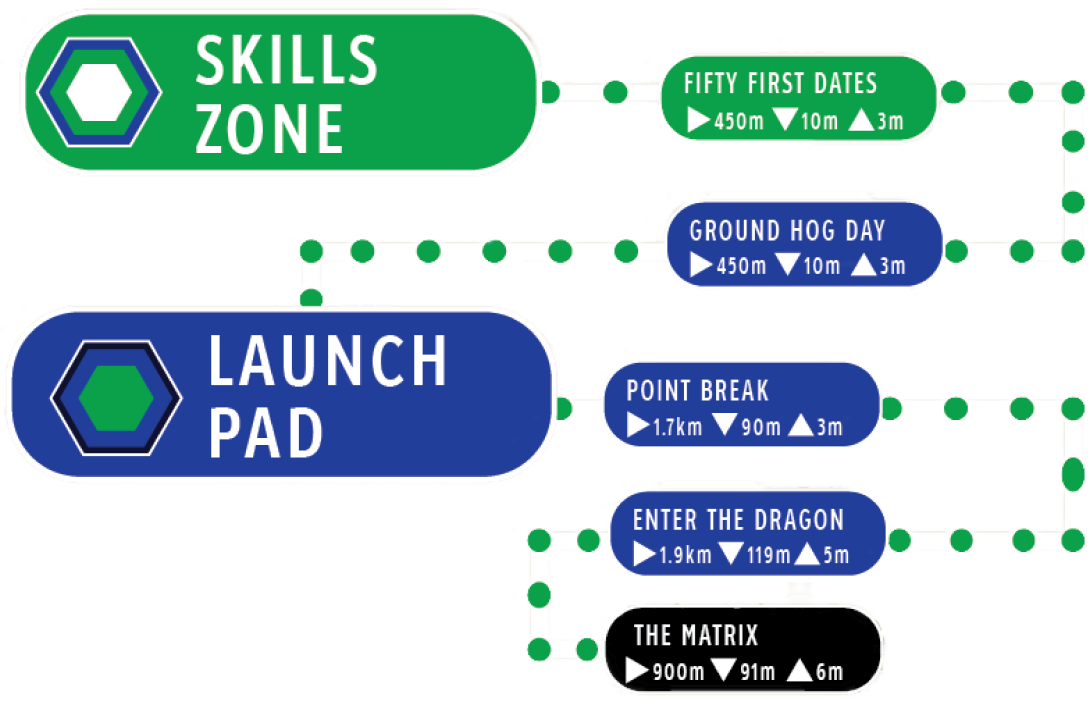 SKILLS
ZONE
FIFTY FIRST DATES
▶450m ▼10m ▲3m
GROUND HOG DAY
▶450m ▼10m ▲3m
LAUNCH
PAD
POINT BREAK
▶1.7km ▼90m ▲3m
ENTER THE DRAGON
▶1.9km ▼119m ▲5m
THE MATRIX
▶900m ▼91m ▲6m